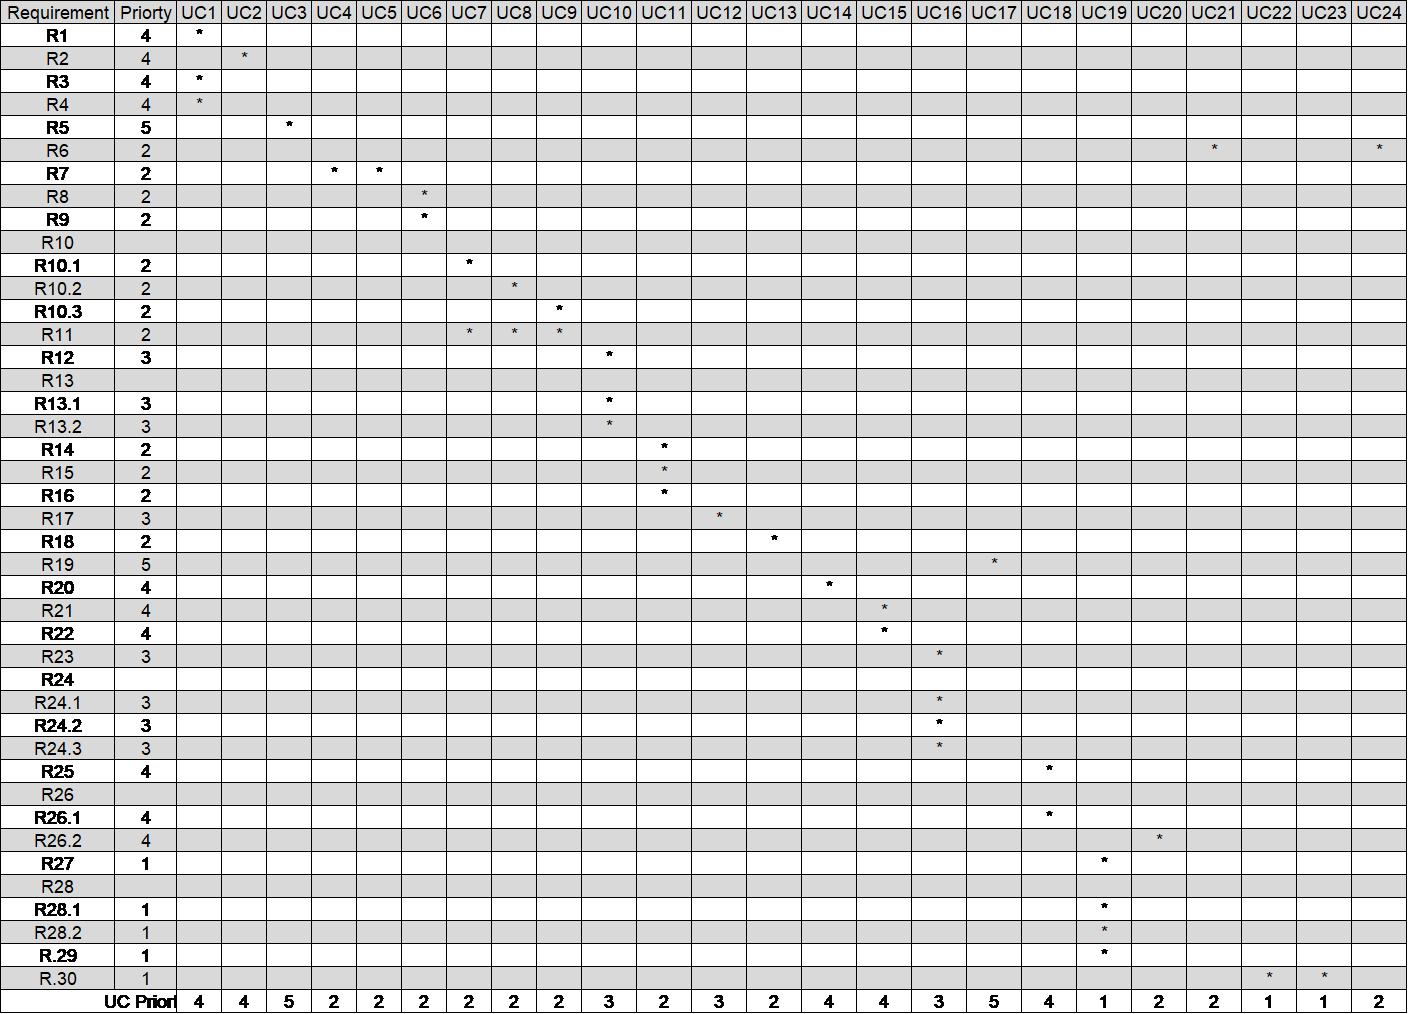 Requirement Priorty UC1 UC2 UC3 UC4 UC5 UC6 UC7 UC8 UC9 UC10 UC11 UC12 UC13 UC14 UC15 UC16 UC17 UC18 UC19 UC20 UC21 UC22 UC23 UC24
R1 4 *
R2 4 *
R3 4 *
R4 4 *
R5 5 *
R6 2 * *
R7 2 * *
R8 2 *
R9 2 *
R10
R10.1 2 *
R10.2 2 *
R10.3 2 *
R11 2 * * *
R12 3 *
R13
R13.1 3 *
R13.2 3 *
R14 2 *
R15 2 *
R16 2 *
R17 3 *
R18 2 *
R19 5 *
R20 4 *
R21 4 *
R22 4 *
R23 3 *
R24
R24.1 3 *
R24.2 3 *
R24.3 3 *
R25 4 *
R26
R26.1 4 *
R26.2 4 *
R27 1 *
R28
R28.1 1 *
R28.2 1 *
R.29 1 *
R.30 1 * *
UC Priort 4 4 5 2 2 2 2 2 2 3 2 3 2 4 4 3 5 4 1 2 2 1 1 2